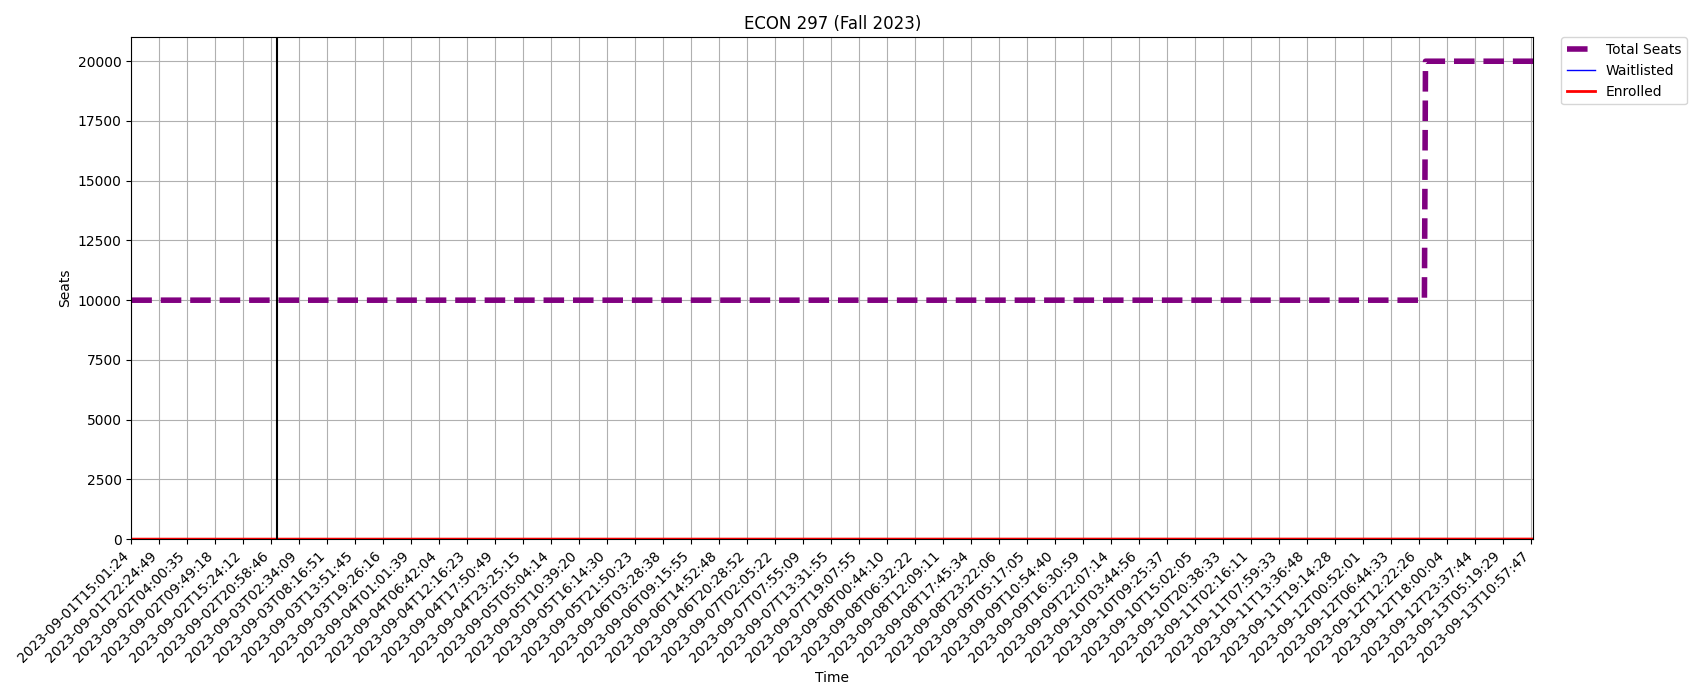 ECON 297 (Fall 2023)
Total Seats
Waitlisted
Enrolled
Seats
20000
17500
15000
12500
10000
7500
5000
2500
0
2023-09-01T15:01:24
2023-09-01T22:24:49
2023-09-02T04:00:35
2023-09-02T09:49:18
2023-09-02T15:24:12
2023-09-02T20:58:46
2023-09-03T02:34:09
2023-09-03T08:16:51
2023-09-03T13:51:45
2023-09-03T19:26:16
2023-09-04T01:01:39
2023-09-04T06:42:04
2023-09-04T12:16:23
2023-09-04T17:50:49
2023-09-04T23:25:15
2023-09-05T05:04:14
2023-09-05T10:39:20
2023-09-05T16:14:30
2023-09-05T21:50:23
2023-09-06T03:28:38
2023-09-06T09:15:55
2023-09-06T14:52:48
2023-09-06T20:28:52
2023-09-07T02:05:22
2023-09-07T07:55:09
2023-09-07T13:31:55
2023-09-07T19:07:55
2023-09-08T00:44:10
2023-09-08T06:32:22
2023-09-08T12:09:11
2023-09-08T17:45:34
2023-09-08T23:22:06
2023-09-09T05:17:05
2023-09-09T10:54:40
2023-09-09T16:30:59
2023-09-09T22:07:14
2023-09-10T03:44:56
2023-09-10T09:25:37
2023-09-10T15:02:05
2023-09-10T20:38:33
2023-09-11T02:16:11
2023-09-11T07:59:33
2023-09-11T13:36:48
2023-09-11T19:14:28
2023-09-12T00:52:01
2023-09-12T06:44:33
2023-09-12T12:22:26
2023-09-12T18:00:04
2023-09-12T23:37:44
2023-09-13T05:19:29
2023-09-13T10:57:47
Time